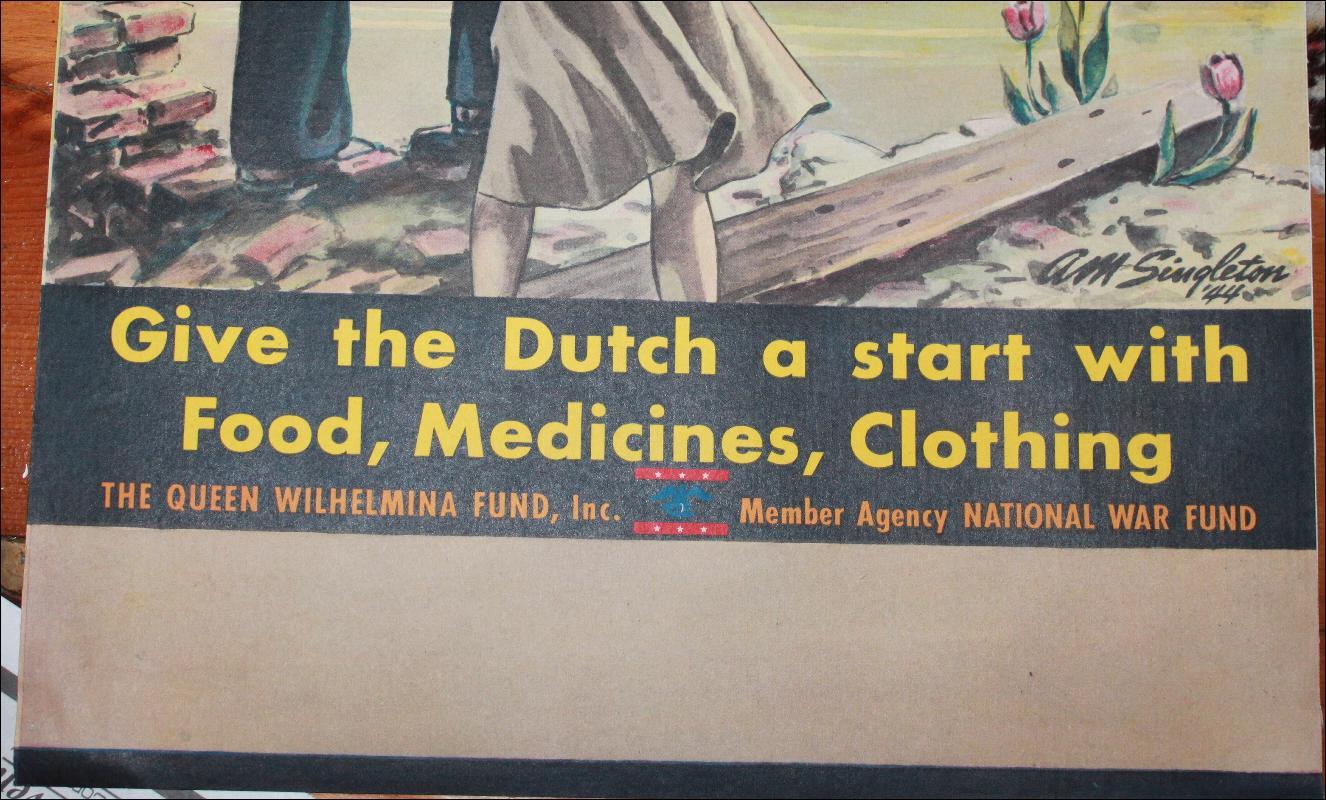 AMH Singleton
'44
Give the Dutch a start with
Food, Medicines, Clothing
THE QUEEN WILHELMINA FUND, Inc. Member Agency NATIONAL WAR FUND